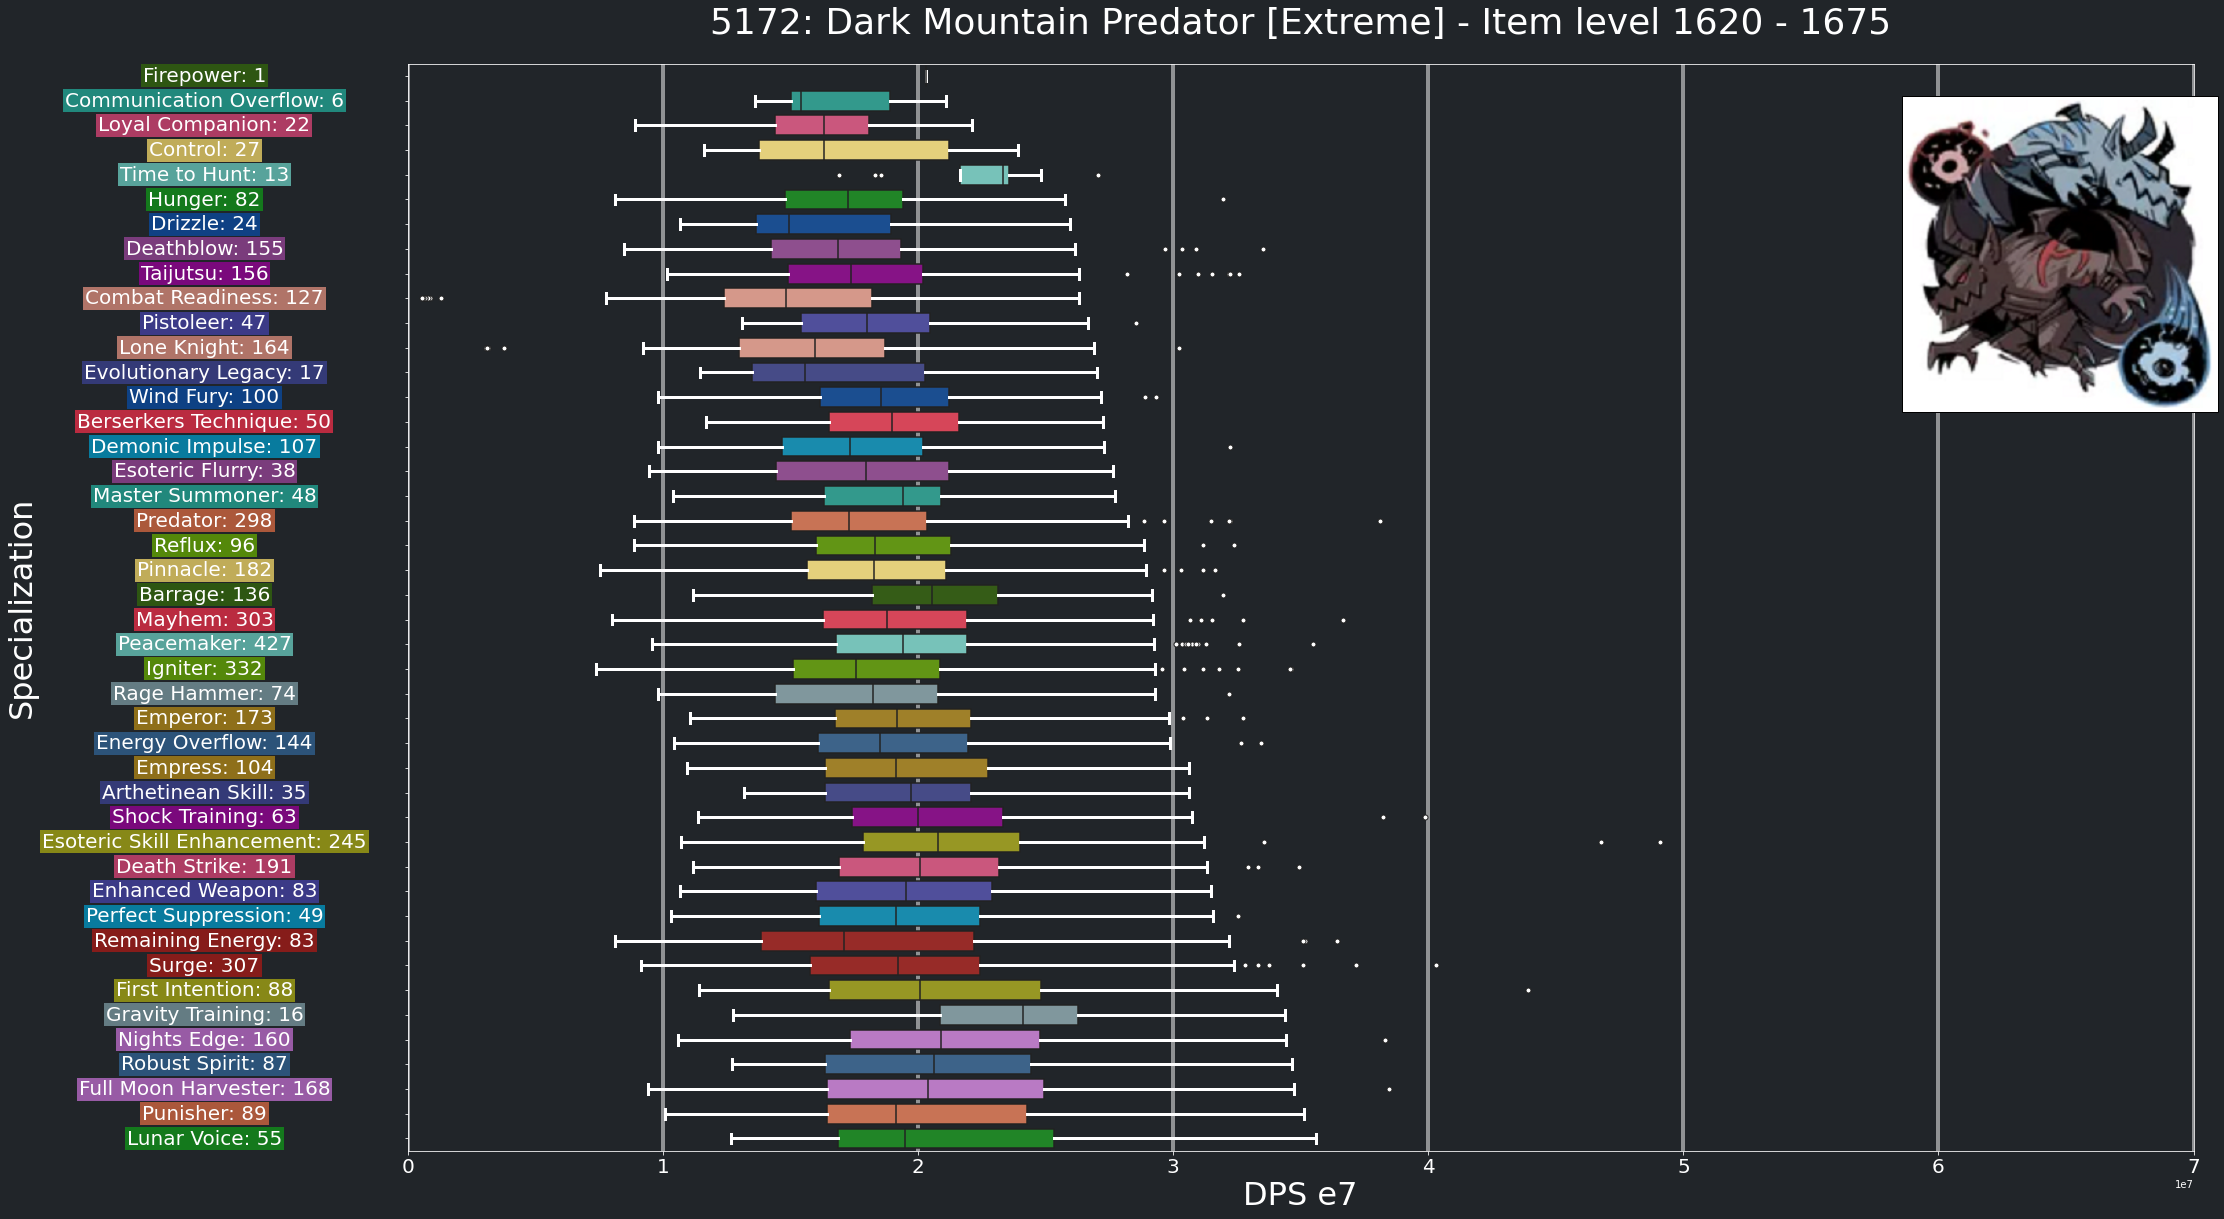 5172: Dark Mountain Predator [Extreme] - Item level 1620 - 1675
Specialization
Firepower: 1
Communication Overflow: 6
Loyal Companion: 22
Control: 27
Time to Hunt: 13
Hunger: 82
Drizzle: 24
Deathblow: 155
Taijutsu: 156
Combat Readiness: 127
Pistoleer: 47
Lone Knight: 164
Evolutionary Legacy: 17
Wind Fury: 100
Berserkers Technique: 50
Demonic Impulse: 107
Esoteric Flurry: 38
Master Summoner: 48
Predator: 298
Reflux: 96
Pinnacle: 182
Barrage: 136
Mayhem: 303
Peacemaker: 427
Igniter: 332
Rage Hammer: 74
Emperor: 173
Energy Overflow: 144
Empress: 104
Arthetinean Skill: 35
Shock Training: 63
Esoteric Skill Enhancement: 245
Death Strike: 191
Enhanced Weapon: 83
Perfect Suppression: 49
Remaining Energy: 83
Surge: 307
First Intention: 88
Gravity Training: 16
Nights Edge: 160
Robust Spirit: 87
Full Moon Harvester: 168
Punisher: 89
Lunar Voice: 55
0 1 2 3 4 5 6 7
DPS e7
1e7